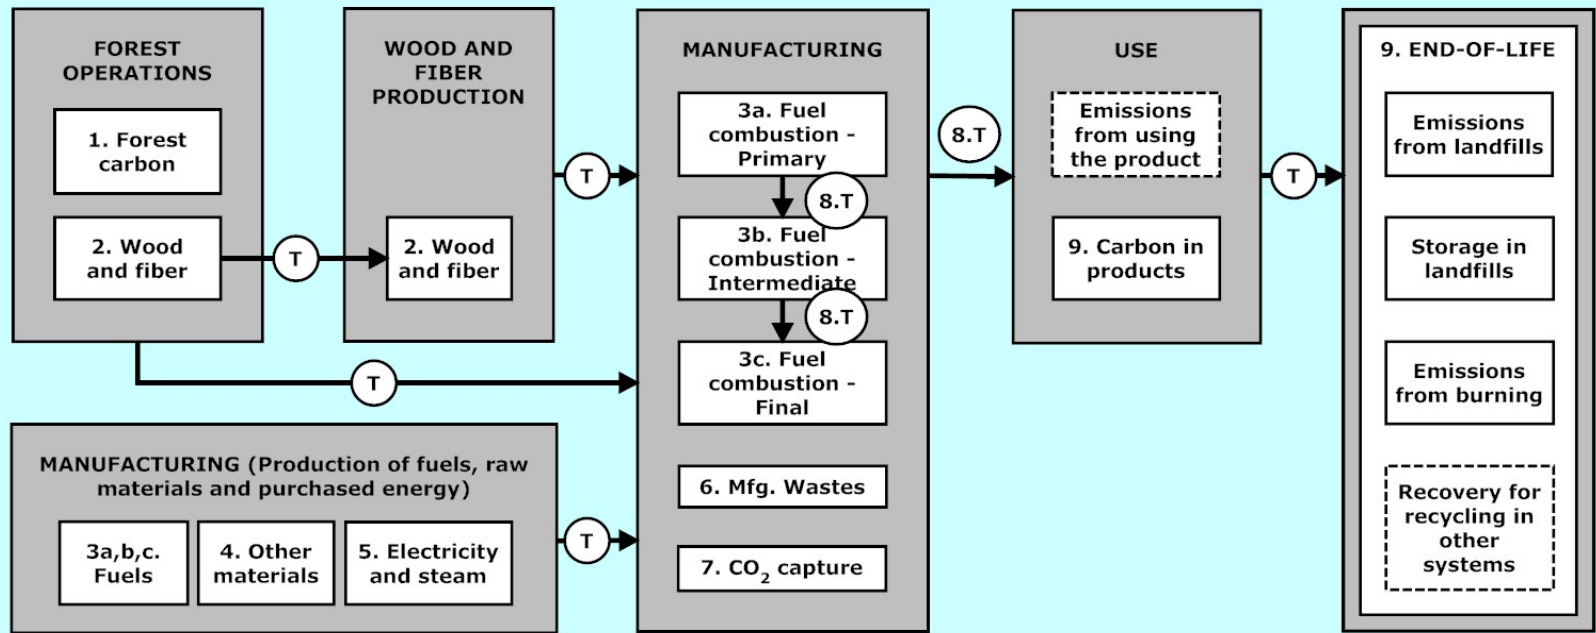 FOREST
OPERATIONS
1. Forest
carbon
2. Wood
and fiber
T
WOOD AND
FIBER
PRODUCTION
2. Wood
and fiber
T
T
MANUFACTURING (Production of fuels, raw
materials and purchased energy)
3a,b,c.
Fuels
4. Other
materials
5. Electricity
and steam
T
MANUFACTURING
3a. Fuel
combustion -
Primary
8.T
3b. Fuel
combustion -
Intermediate
8.T
3c. Fuel
combustion -
Final
6. Mfg. Wastes
7. CO₂ capture
8.T
USE
Emissions
from using
the product
9. Carbon in
products
T
9. END-OF-LIFE
Emissions
from landfills
Storage in
landfills
Emissions
from burning
Recovery for
recycling in
other
systems